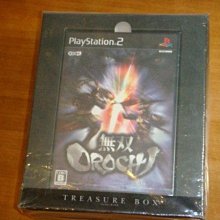 PlayStation 2
無双
OROCHI
B
TREASURE BOX